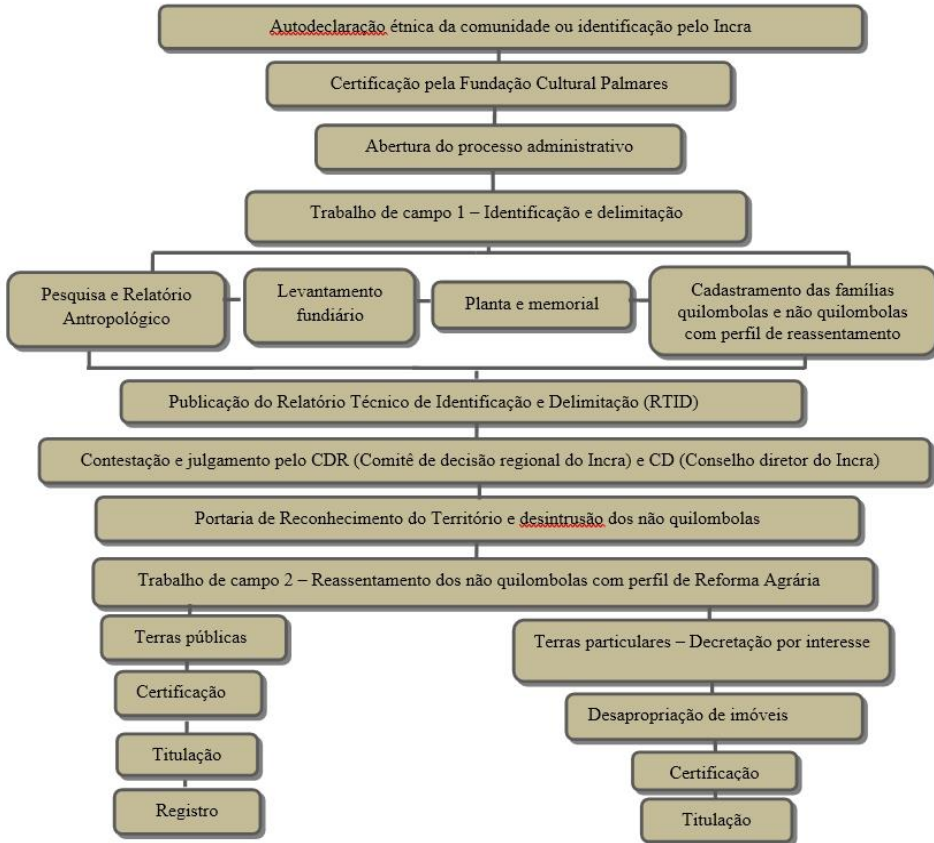 Autodeclaração étnica da comunidade ou identificação pelo Incra
Certificação pela Fundação Cultural Palmares
Abertura do processo administrativo
Trabalho de campo 1 – Identificação e delimitação
Pesquisa e Relatório
Antropológico
Levantamento
fundiário
Planta e memorial
Cadastramento das famílias
quilombolas e não quilombolas
com perfil de reassentamento
Publicação do Relatório Técnico de Identificação e Delimitação (RTID)
Contestação e julgamento pelo CDR (Comitê de decisão regional do Incra) e CD (Conselho diretor do Incra)
Portaria de Reconhecimento do Território e desintrusão dos não quilombolas
Trabalho de campo 2 – Reassentamento dos não quilombolas com perfil de Reforma Agrária
Terras públicas
Certificação
Titulação
Registro
Terras particulares – Decretação por interesse
Desapropriação de imóveis
Certificação
Titulação